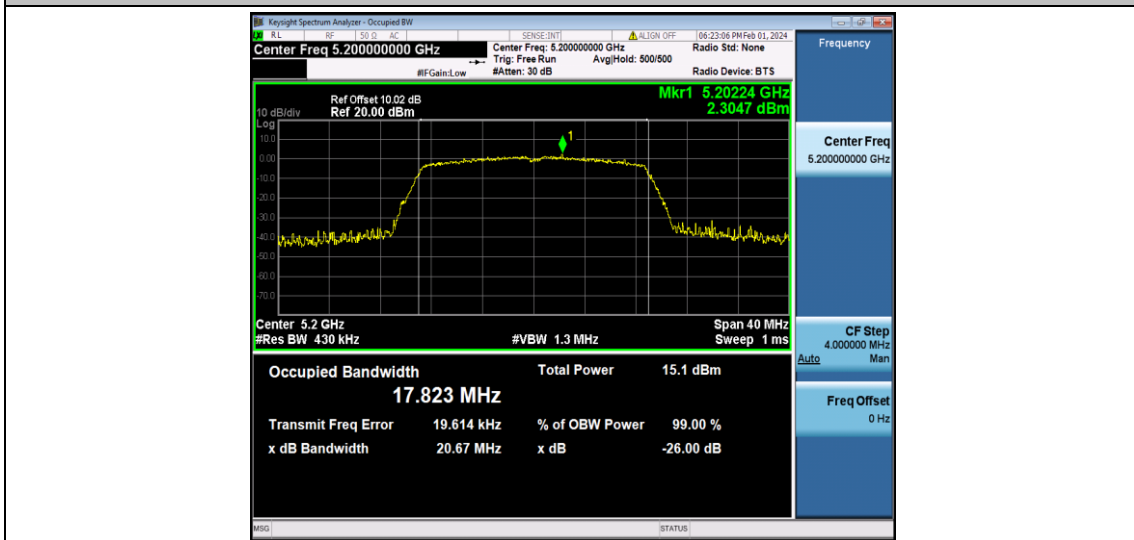 Keysight Spectrum Analyzer - Occupied BW
LXI RL RF 50 Ω AC SENSE:INT ALIGN OFF 06:23:06 PM Feb 01, 2024
Center Freq 5.200000000 GHz Center Freq: 5.200000000 GHz Radio Std: None Frequency
Trig: Free Run Avg|Hold: 500/500
#IFGain:Low #Atten: 30 dB Radio Device: BTS
Mkr1 5.20224 GHz
Ref Offset 10.02 dB
10 dB/div Ref 20.00 dBm 2.3047 dBm
Log
10.0
1
0.00
-10.0
-20.0
-30.0
-40.0
-50.0
-60.0
-70.0
Center Freq
5.200000000 GHz
Center 5.2 GHz Span 40 MHz
#Res BW 430 kHz #VBW 1.3 MHz Sweep 1 ms
CF Step
4.000000 MHz
Auto Man
Occupied Bandwidth Total Power 15.1 dBm
17.823 MHz
Freq Offset
0 Hz
Transmit Freq Error 19.614 kHz % of OBW Power 99.00 %
x dB Bandwidth 20.67 MHz x dB -26.00 dB
MSG STATUS